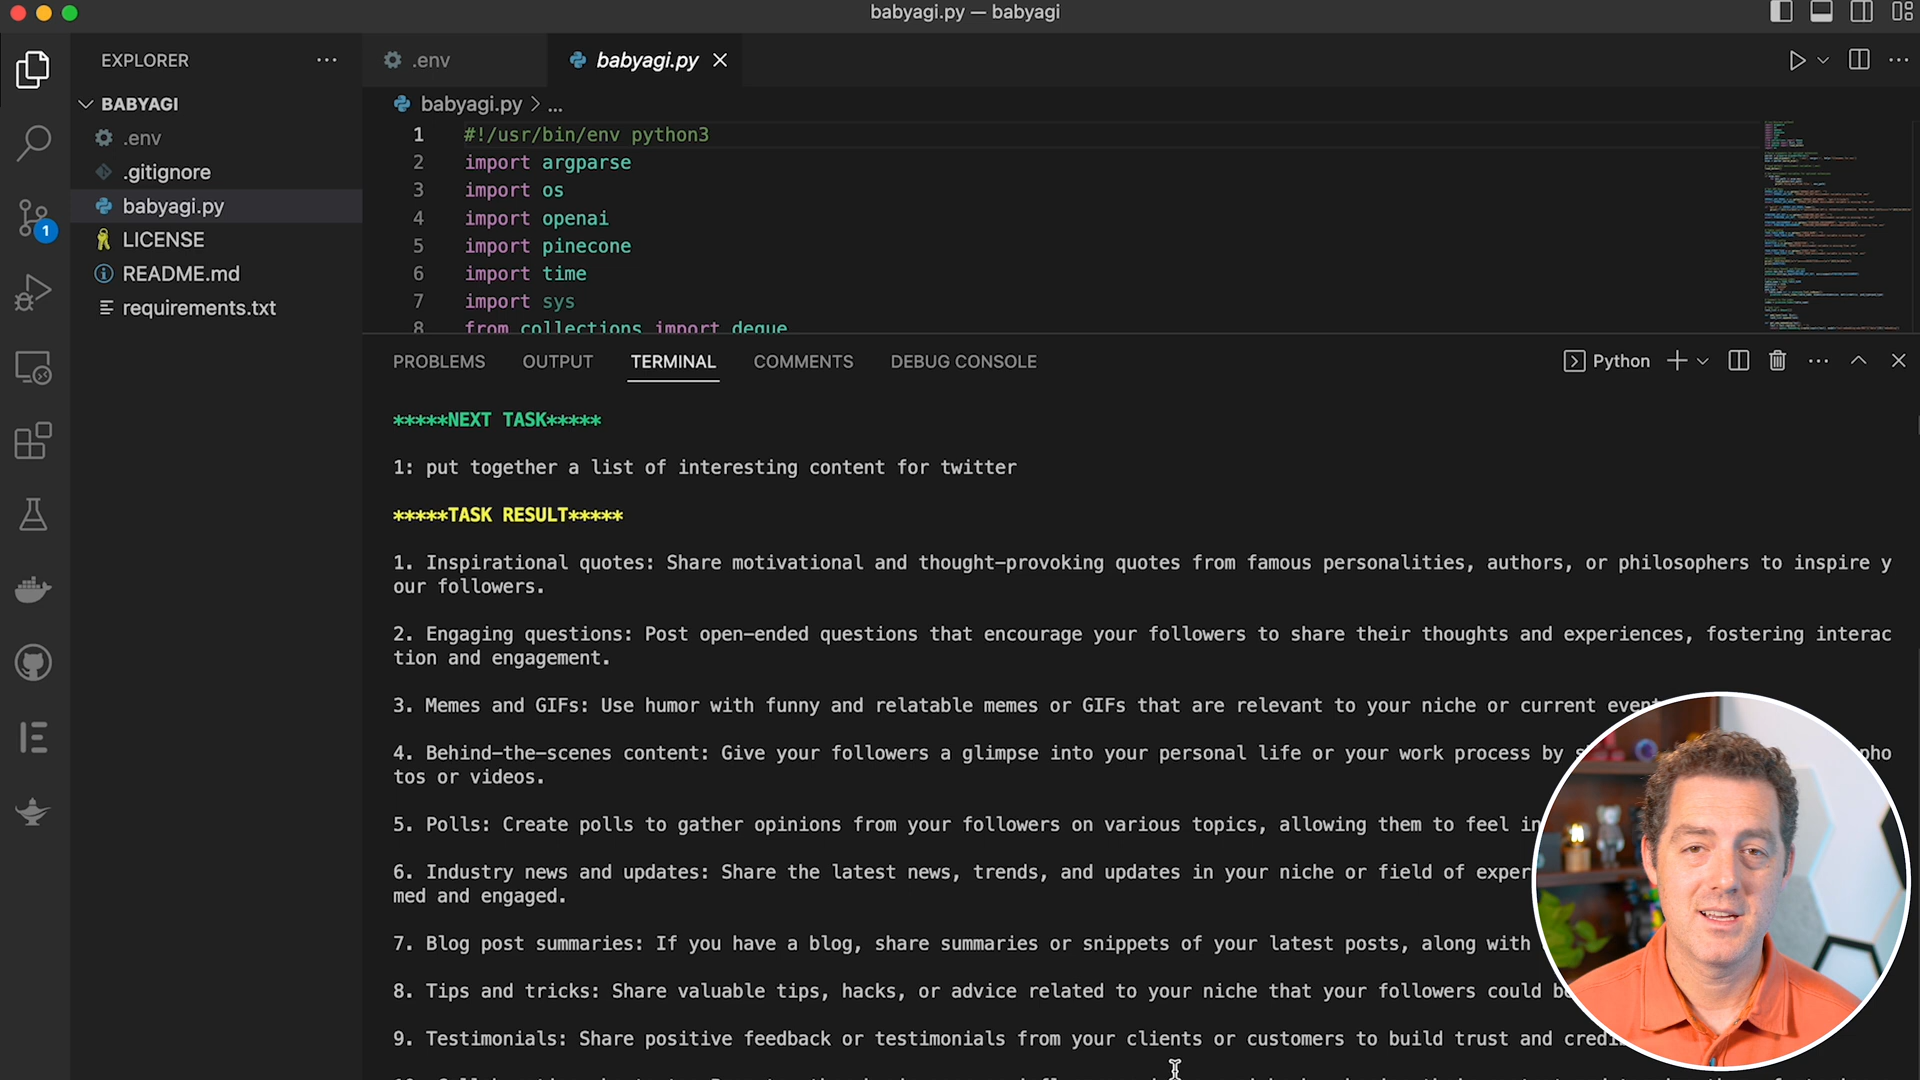 babyagi.py — babyagi
EXPLORER
BABYAGI
.env
.gitignore
babyagi.py
LICENSE
README.md
requirements.txt
1
.env
babyagi.py
babyagi.py > ...
1 #!/usr/bin/env python3
2 import argparse
3 import os
4 import openai
5 import pinecone
6 import time
7 import sys
8 from collections import deque
PROBLEMS OUTPUT TERMINAL COMMENTS DEBUG CONSOLE
Python
*****NEXT TASK*****
1: put together a list of interesting content for twitter
*****TASK RESULT*****
1. Inspirational quotes: Share motivational and thought-provoking quotes from famous personalities, authors, or philosophers to inspire y
our followers.
2. Engaging questions: Post open-ended questions that encourage your followers to share their thoughts and experiences, fostering interac
tion and engagement.
3. Memes and GIFs: Use humor with funny and relatable memes or GIFs that are relevant to your niche or current
4. Behind-the-scenes content: Give your followers a glimpse into your personal life or your work process by pho
tos or videos.
5. Polls: Create polls to gather opinions from your followers on various topics, allowing them to feel
6. Industry news and updates: Share the latest news, trends, and updates in your niche or field of
med and engaged.
7. Blog post summaries: If you have a blog, share summaries or snippets of your latest posts, along with
8. Tips and tricks: Share valuable tips, hacks, or advice related to your niche that your followers could
9. Testimonials: Share positive feedback or testimonials from your clients or customers to build trust and